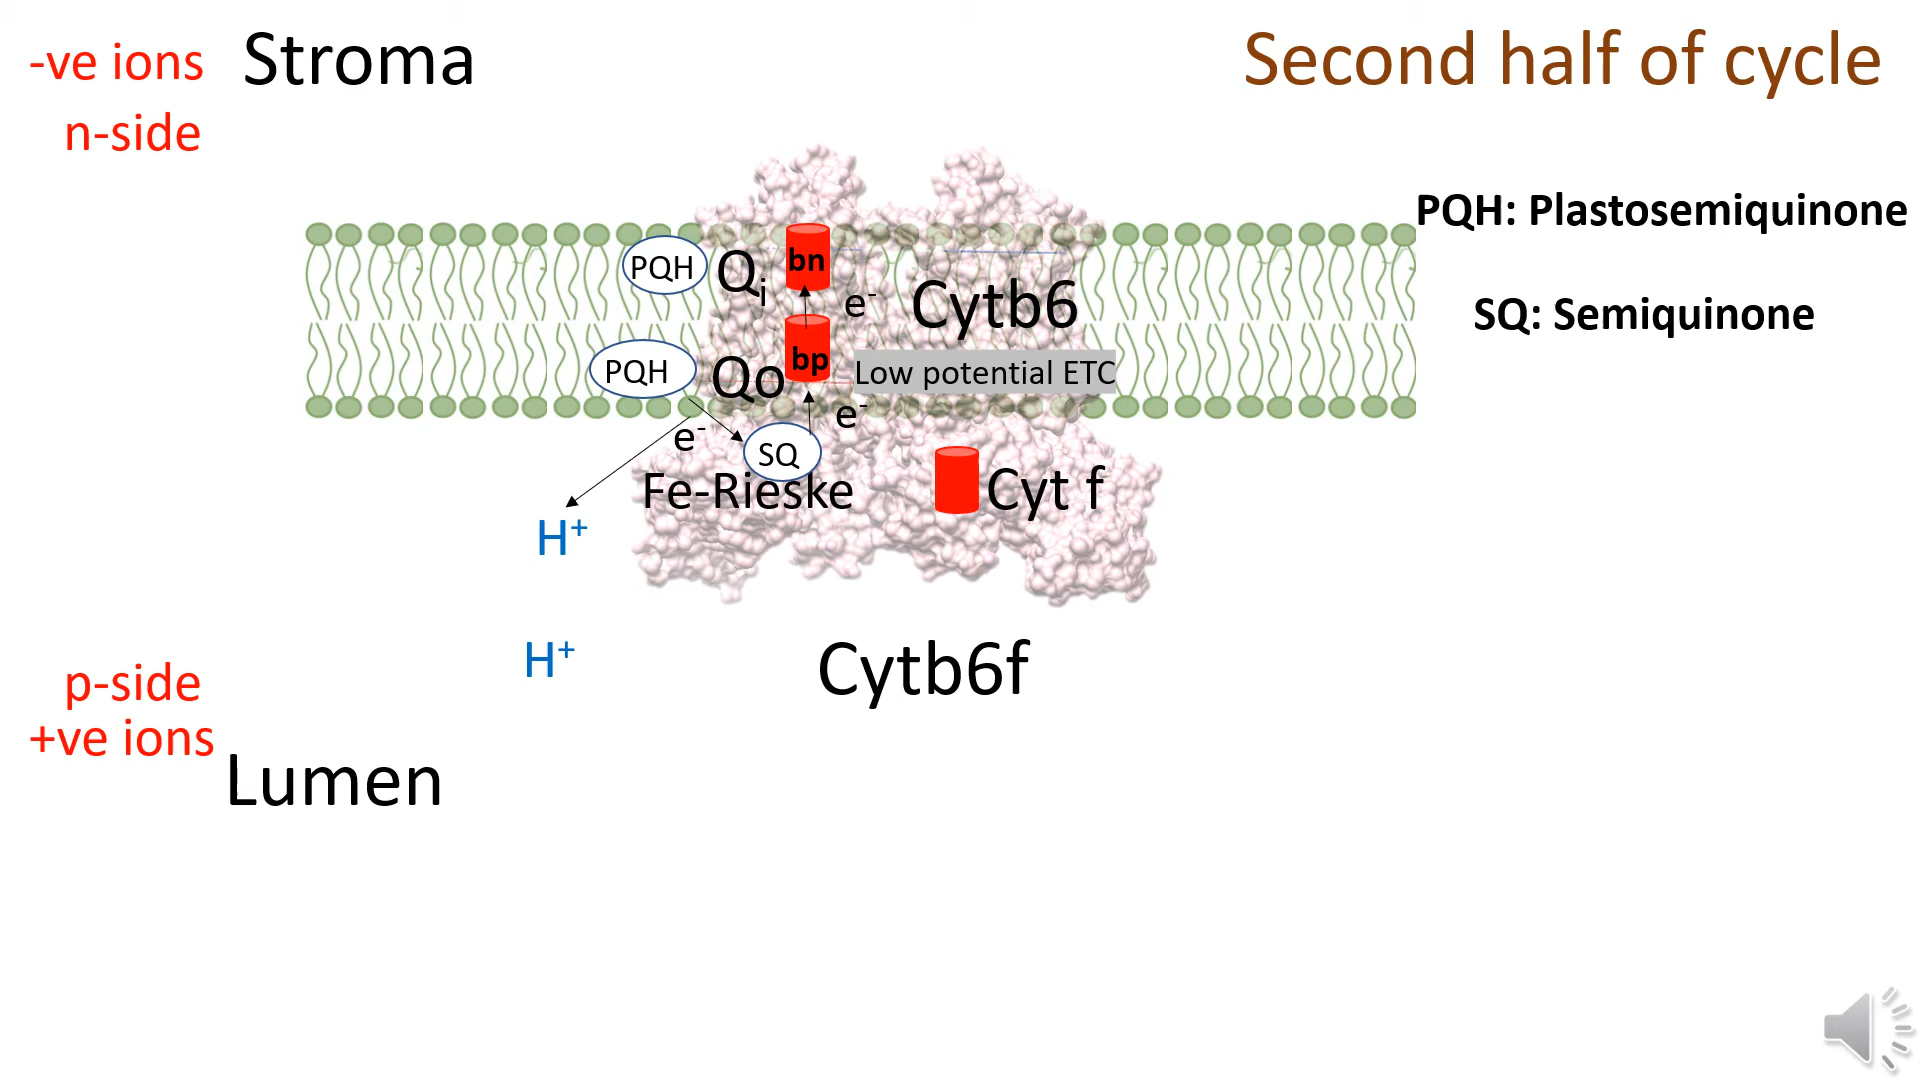 -ve ions
Stroma
Second half of cycle
n-side
PQH: Plastosemiquinone
PQH
Qi
bn
e-
Cytb6
SQ: Semiquinone
PQH
Qo
bp
Low potential ETC
e-
e-
SQ
Fe-Rieske
Cyt f
H+
H+
Cytb6f
p-side
+ve ions
Lumen